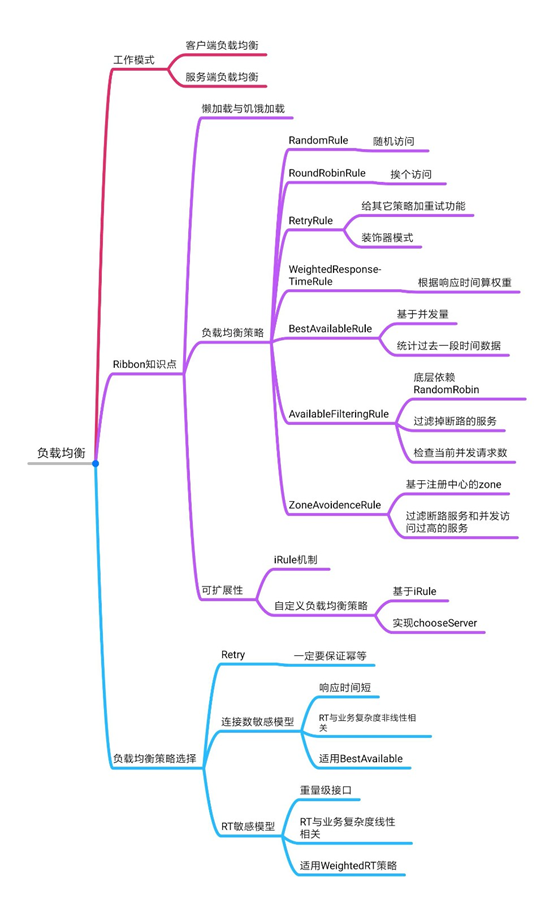 负载均衡
工作模式
客户端负载均衡
服务端负载均衡
Ribbon知识点
懒加载与饥饿加载
负载均衡策略
RandomRule
随机访问
RoundRobinRule
挨个访问
RetryRule
给其它策略加重试功能
装饰器模式
WeightedResponse-
TimeRule
根据响应时间算权重
BestAvailableRule
基于并发量
统计过去一段时间数据
AvailableFilteringRule
底层依赖
RandomRobin
过滤掉断路的服务
检查当前并发请求数
ZoneAvoidenceRule
基于注册中心的zone
过滤断路服务和并发访
问过高的服务
可扩展性
iRule机制
自定义负载均衡策略
基于iRule
实现chooseServer
负载均衡策略选择
Retry
一定要保证幂等
连接数敏感模型
响应时间短
RT与业务复杂度非线性相
关
适用BestAvailable
RT敏感模型
重量级接口
RT与业务复杂度线性
相关
适用WeightedRT策略